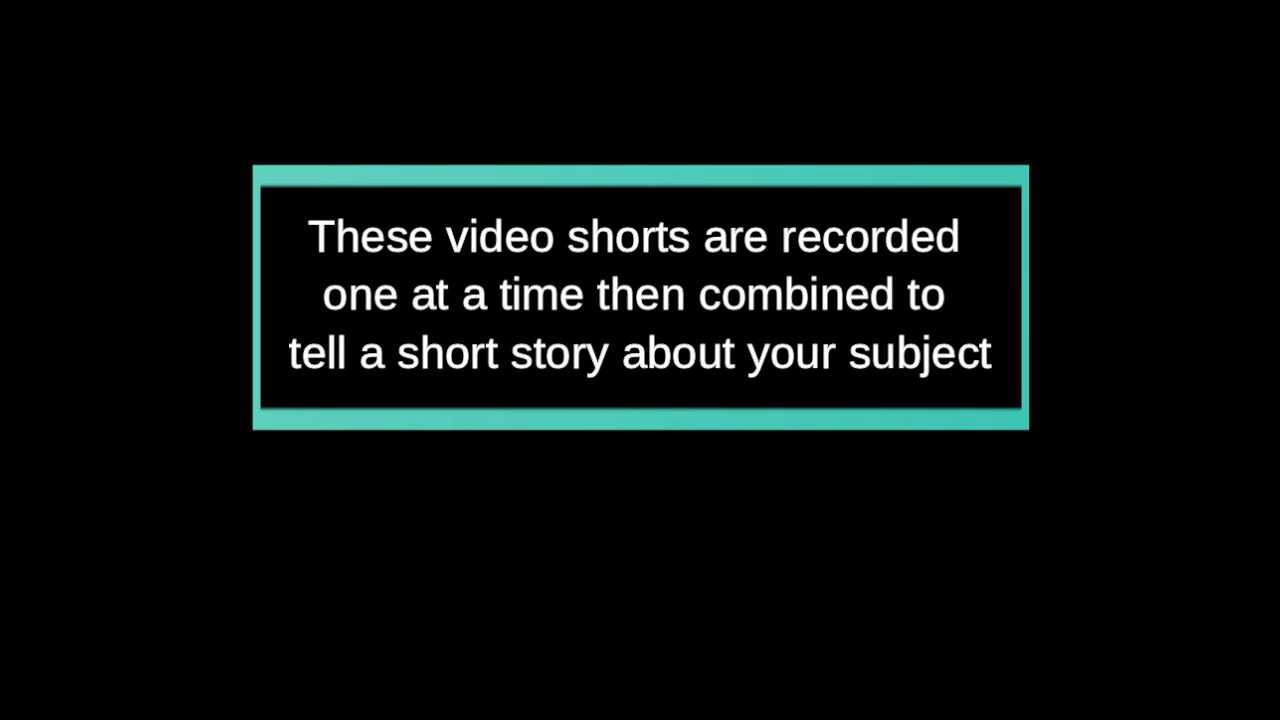 These video shorts are recorded
one at a time then combined to
tell a short story about your subject